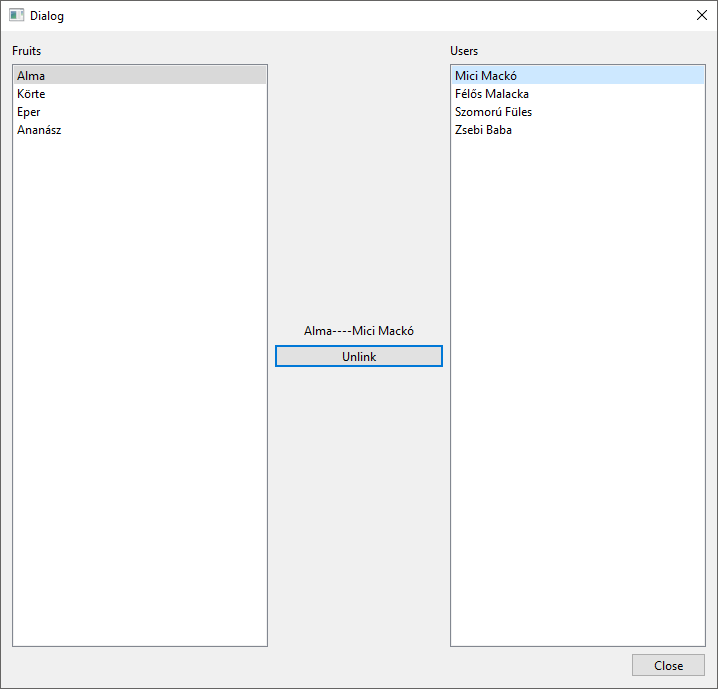 Dialog
Fruits
Users
Alma
Körte
Eper
Ananász
Mici Mackó
Félős Malacka
Szomorú Füles
Zsebi Baba
Alma----Mici Mackó
Unlink
Close